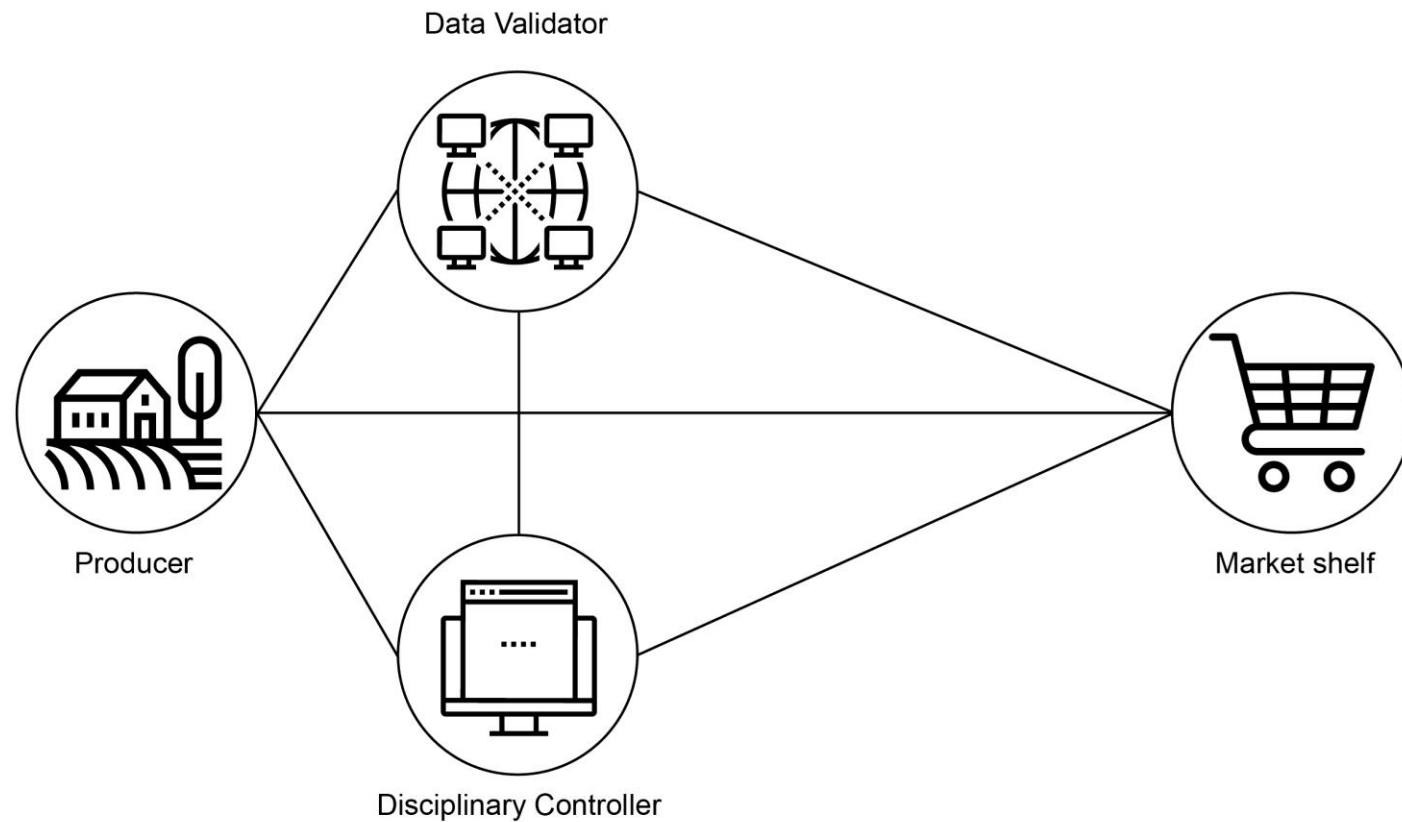 Data Validator
Producer
Market shelf
Disciplinary Controller